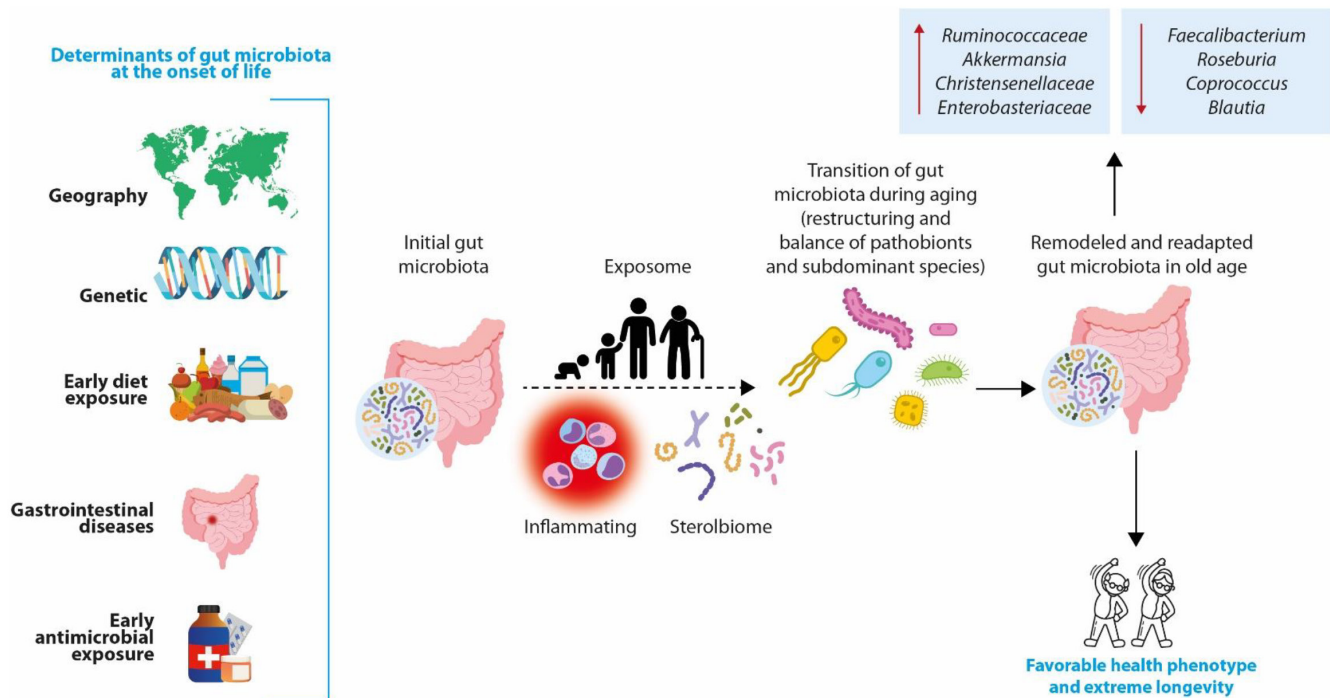 Determinants of gut microbiota
at the onset of life
Geography
Genetic
Early diet
exposure
Gastrointestinal
diseases
Early
antimicrobial
exposure
Initial gut
microbiota
Exposome
Inflammating
Sterolbiome
Transition of gut
microbiota during aging
(restructuring and
balance of pathobionts
and subdominant species)
Ruminococcaceae
Akkermansia
Christensenellaceae
Enterobasteriaceae
Faecalibacterium
Roseburia
Coprococcus
Blautia
Remodeled and readapted
gut microbiota in old age
Favorable health phenotype
and extreme longevity